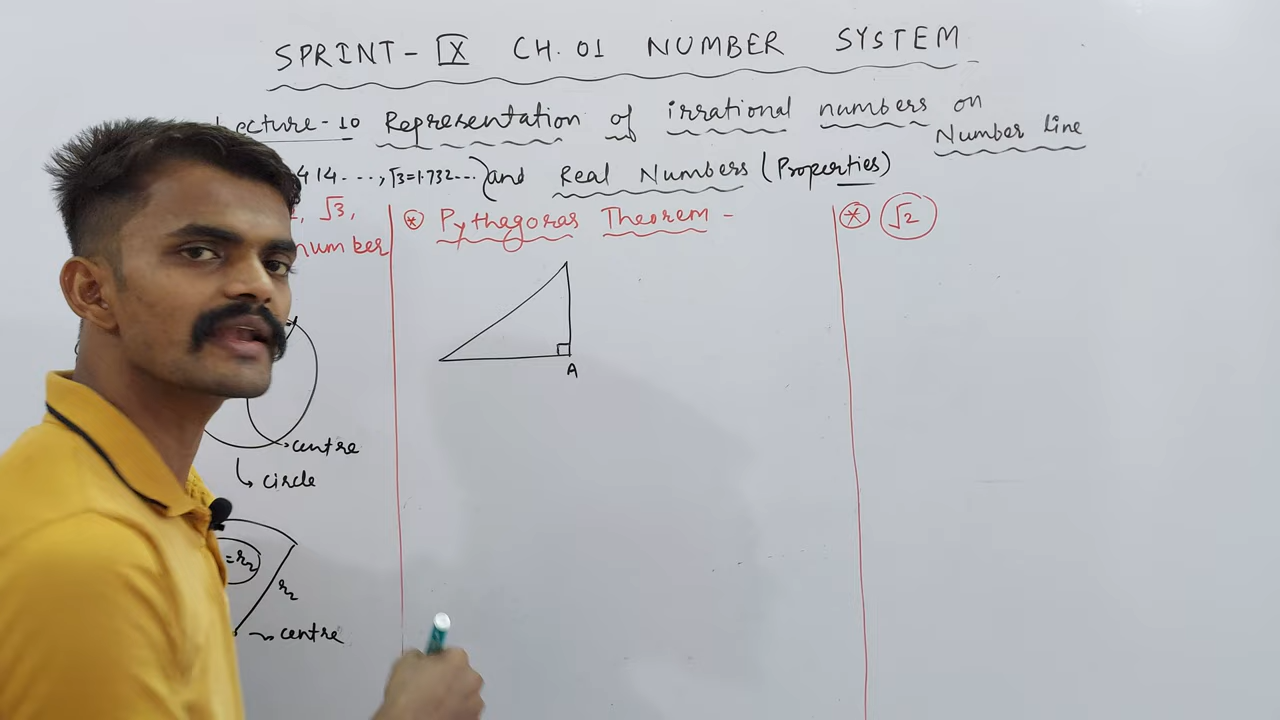 SPRINT - IX CH. 01 NUMBER SYSTEM
Lecture - 10 Representation of irrational numbers on
Number line
414..., √3=1.732...) and Real Numbers (Properties)
√3,
number
⊛ Pythagoras Theorem -
⊛ √2
A
centre
circle
centre